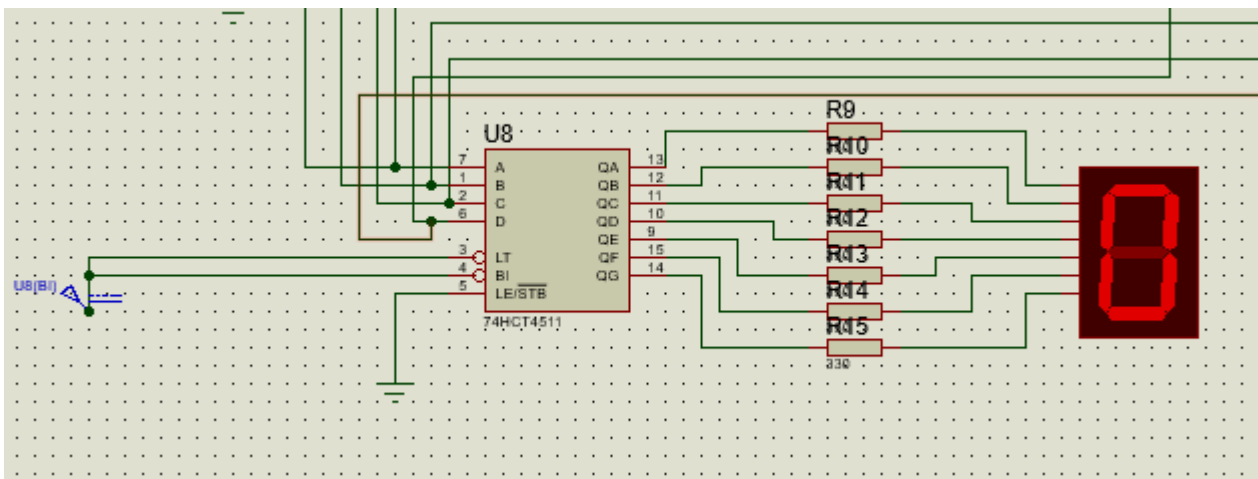 U8
7
1
2
6
3
4
5
A
B
C
D
LT
BI
LE/STB
QA
QB
QC
QD
QE
QF
QG
13
12
11
10
9
15
14
74HCT4511
U8(BI)
R9
R10
R11
R12
R13
R14
R15
330
0